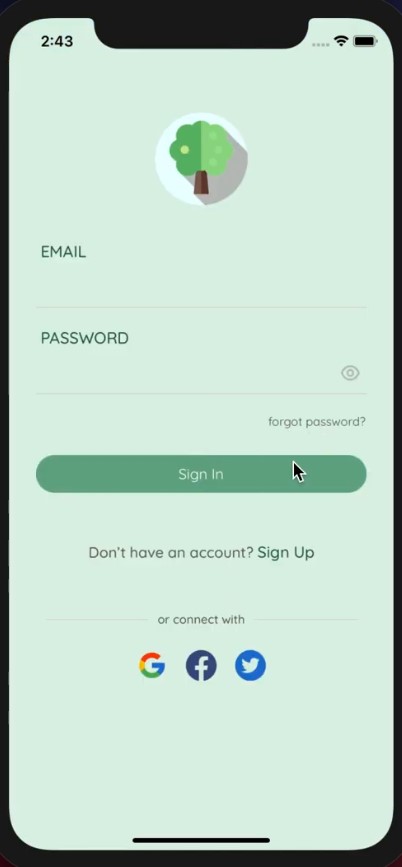 2:43
EMAIL
PASSWORD
forgot password?
Sign In
Don't have an account? Sign Up
or connect with